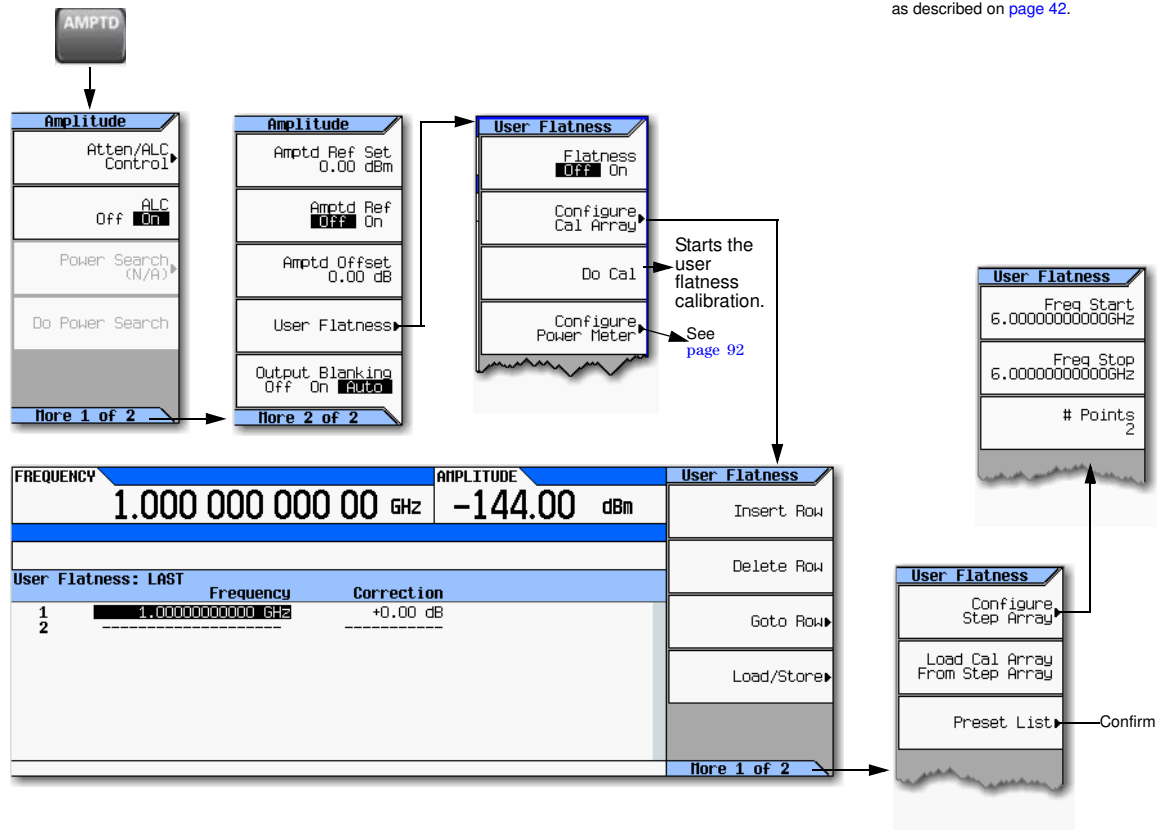 as described on page 42.
AMPTD
Amplitude
Atten/ALC
Control
ALC
Off On
Power Search
(N/A)
Do Power Search
More 1 of 2
Amplitude
Amptd Ref Set
0.00 dBm
Amptd Ref
Off On
Amptd Offset
0.00 dB
User Flatness
Output Blanking
Off On Auto
More 2 of 2
User Flatness
Flatness
Off On
Configure
Cal Array
Do Cal
Configure
Power Meter
Starts the
user
flatness
calibration.
See
page 92
User Flatness
Freq Start
6.00000000000GHz
Freq Stop
6.00000000000GHz
# Points
2
FREQUENCY
1.000 000 000 00 GHz
AMPLITUDE
-144.00 dBm
User Flatness: LAST
Frequency Correction
1 1.00000000000 GHz +0.00 dB
2 -------------------- -----------
User Flatness
Insert Row
Delete Row
Goto Row
Load/Store
More 1 of 2
User Flatness
Configure
Step Array
Load Cal Array
From Step Array
Preset List
Confirm